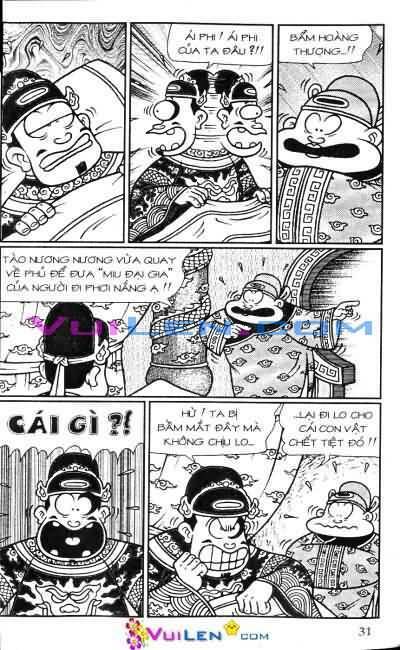 ÁI PHI! ÁI PHI
CỦA TA ĐÂU?!!
BẨM HOÀNG
THƯỢNG...!!
TÀO NƯƠNG NƯƠNG VỪA QUAY
VỀ PHỦ ĐỂ ĐƯA "MIU ĐẠI GIA"
CỦA NGƯỜI ĐI PHƠI NẮNG Ạ!!
VuiLen.com
CÁI GÌ?!
HỪ! TA BỊ
BẦM MẮT ĐÂY MÀ
KHÔNG CHỊU LO...
...LẠI ĐI LO CHO
CÁI CON VẬT
CHẾT TIỆT ĐÓ!!
31
VuiLen.com